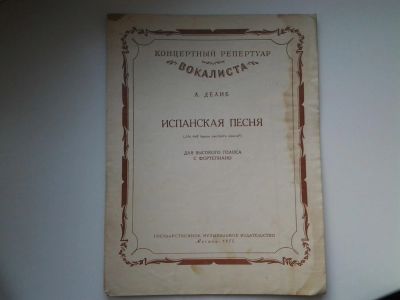 КОНЦЕРТНЫЙ РЕПЕРТУАР
ВОКАЛИСТА
Л. ДЕЛИБ
ИСПАНСКАЯ ПЕСНЯ
ДЛЯ ВЫСОКОГО ГОЛОСА
С ФОРТЕПИАНО
ГОСУДАРСТВЕННОЕ МУЗЫКАЛЬНОЕ ИЗДАТЕЛЬСТВО
Москва